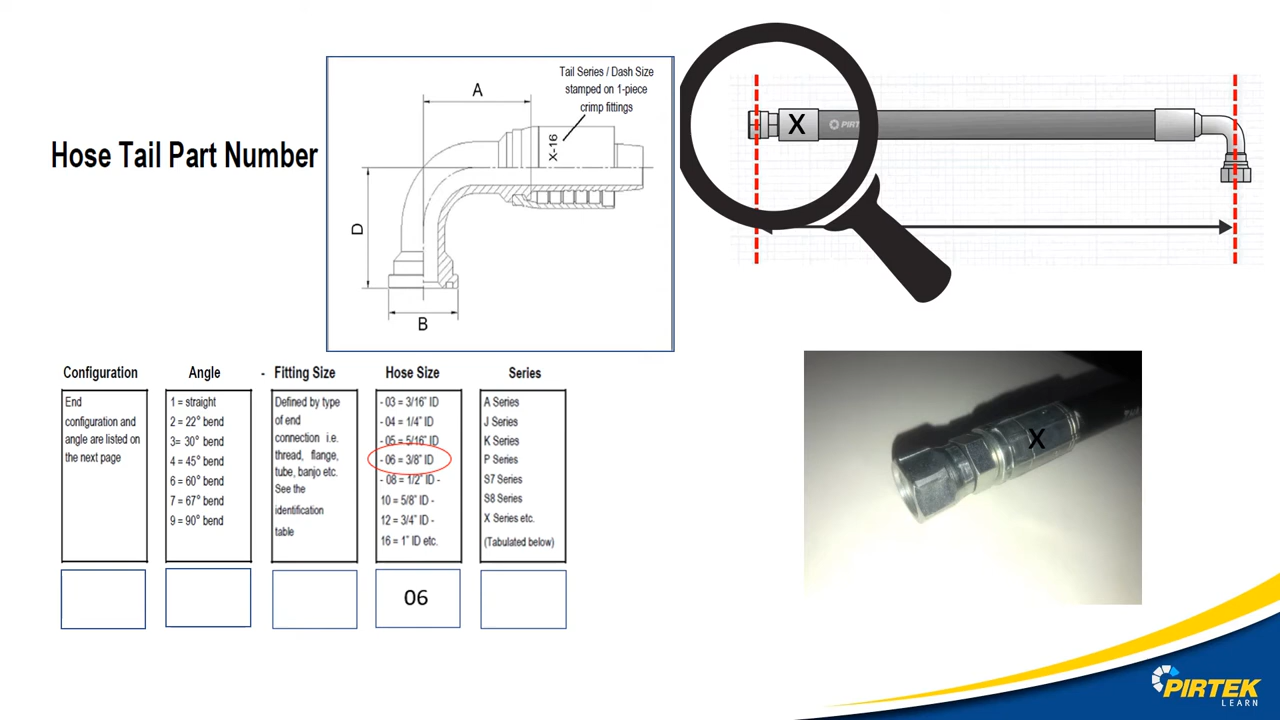 Hose Tail Part Number
A
Tail Series / Dash Size
stamped on 1-piece
crimp fittings
X-16
D
B
X
PIRT
Configuration
Angle
- Fitting Size
Hose Size
Series
End
configuration and
angle are listed on
the next page
1 = straight
2 = 22° bend
3= 30° bend
4 = 45° bend
6 = 60° bend
7 = 67° bend
9 = 90° bend
Defined by type
of end
connection i.e.
thread, flange,
tube, banjo etc.
See the
identification
table
- 03 = 3/16" ID
- 04 = 1/4" ID
- 05 = 5/16" ID
- 06 = 3/8" ID
- 08 = 1/2" ID -
10 = 5/8" ID -
12 = 3/4" ID -
16 = 1" ID etc.
A Series
J Series
K Series
P Series
S7 Series
S8 Series
X Series etc.
(Tabulated below)
06
X
PIRTEK
LEARN